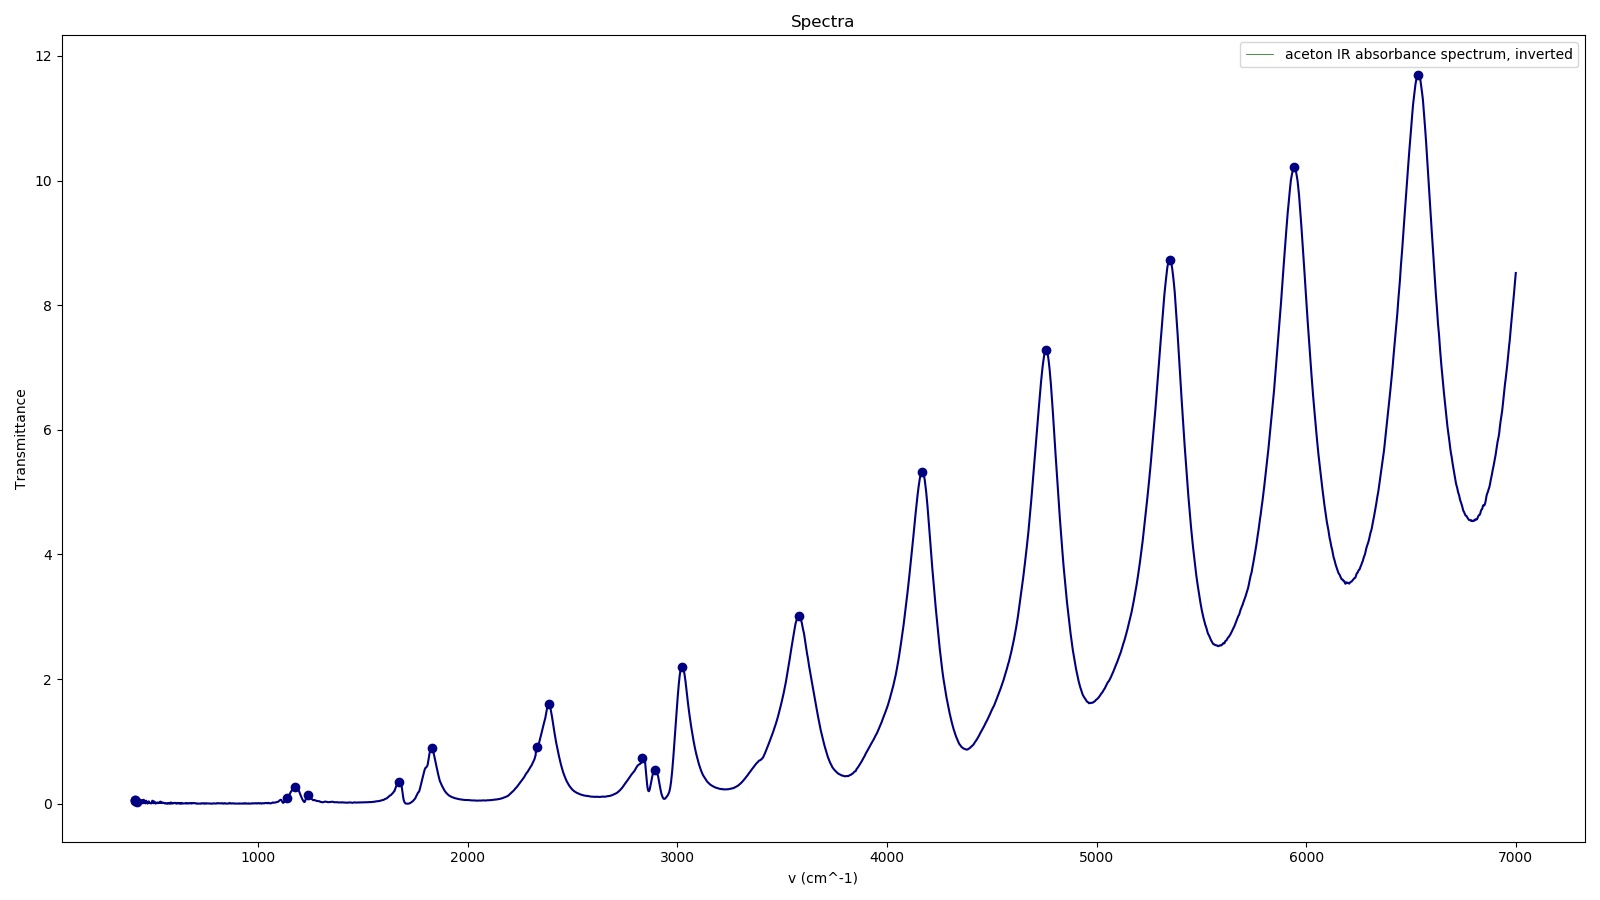 Spectra
aceton IR absorbance spectrum, inverted
Transmittance
12
10
8
6
4
2
0
1000 2000 3000 4000 5000 6000 7000
v (cm^-1)